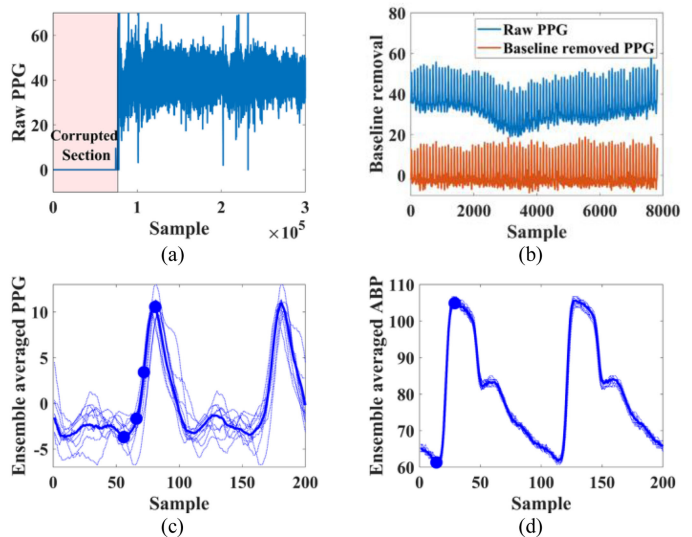 60
40
20
0
Raw PPG
Corrupted
Section
0
1
2
3
×10⁵
Sample
(a)
80
60
40
20
0
Baseline removal
Raw PPG
Baseline removed PPG
0
2000
4000
6000
8000
Sample
(b)
10
5
0
-5
Ensemble averaged PPG
0
50
100
150
200
Sample
(c)
110
100
90
80
70
60
Ensemble averaged ABP
0
50
100
150
200
Sample
(d)